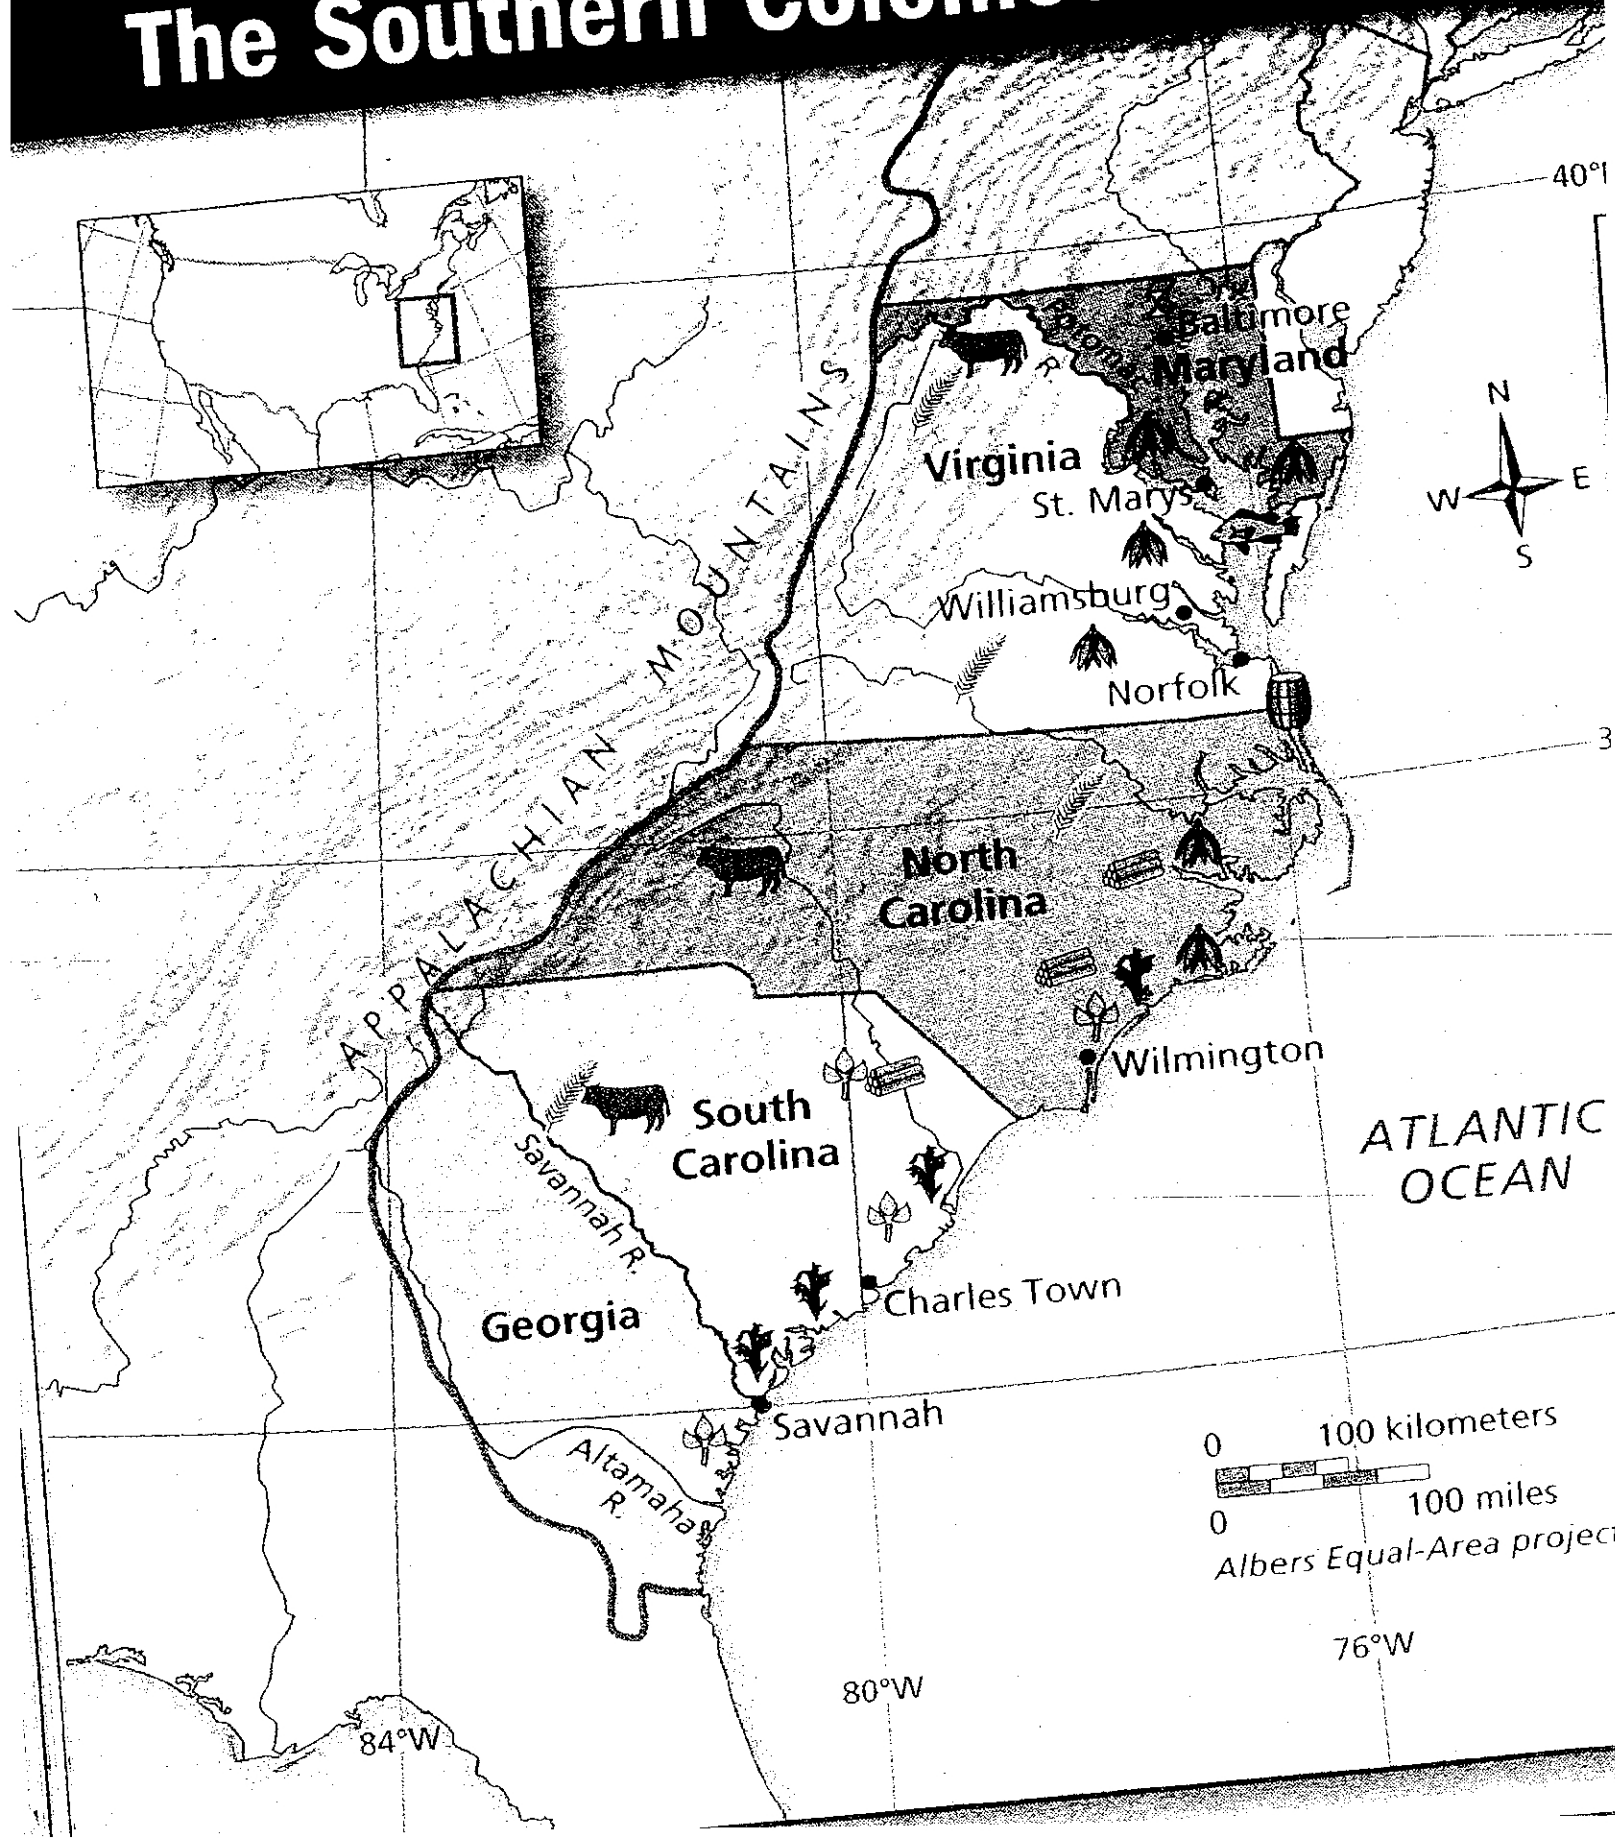 The Southern
40°
Potomac
R.
Baltimore
Maryland
N
W
E
S
Virginia
St. Marys
Williamsburg
Norfolk
3
APPALACHIAN MOUNTAINS
North
Carolina
Wilmington
South
Carolina
ATLANTIC
OCEAN
Savannah R.
Georgia
Charles Town
Savannah
Altamaha
R.
0
100 kilometers
0
100 miles
Albers Equal-Area project
76°W
80°W
84°W